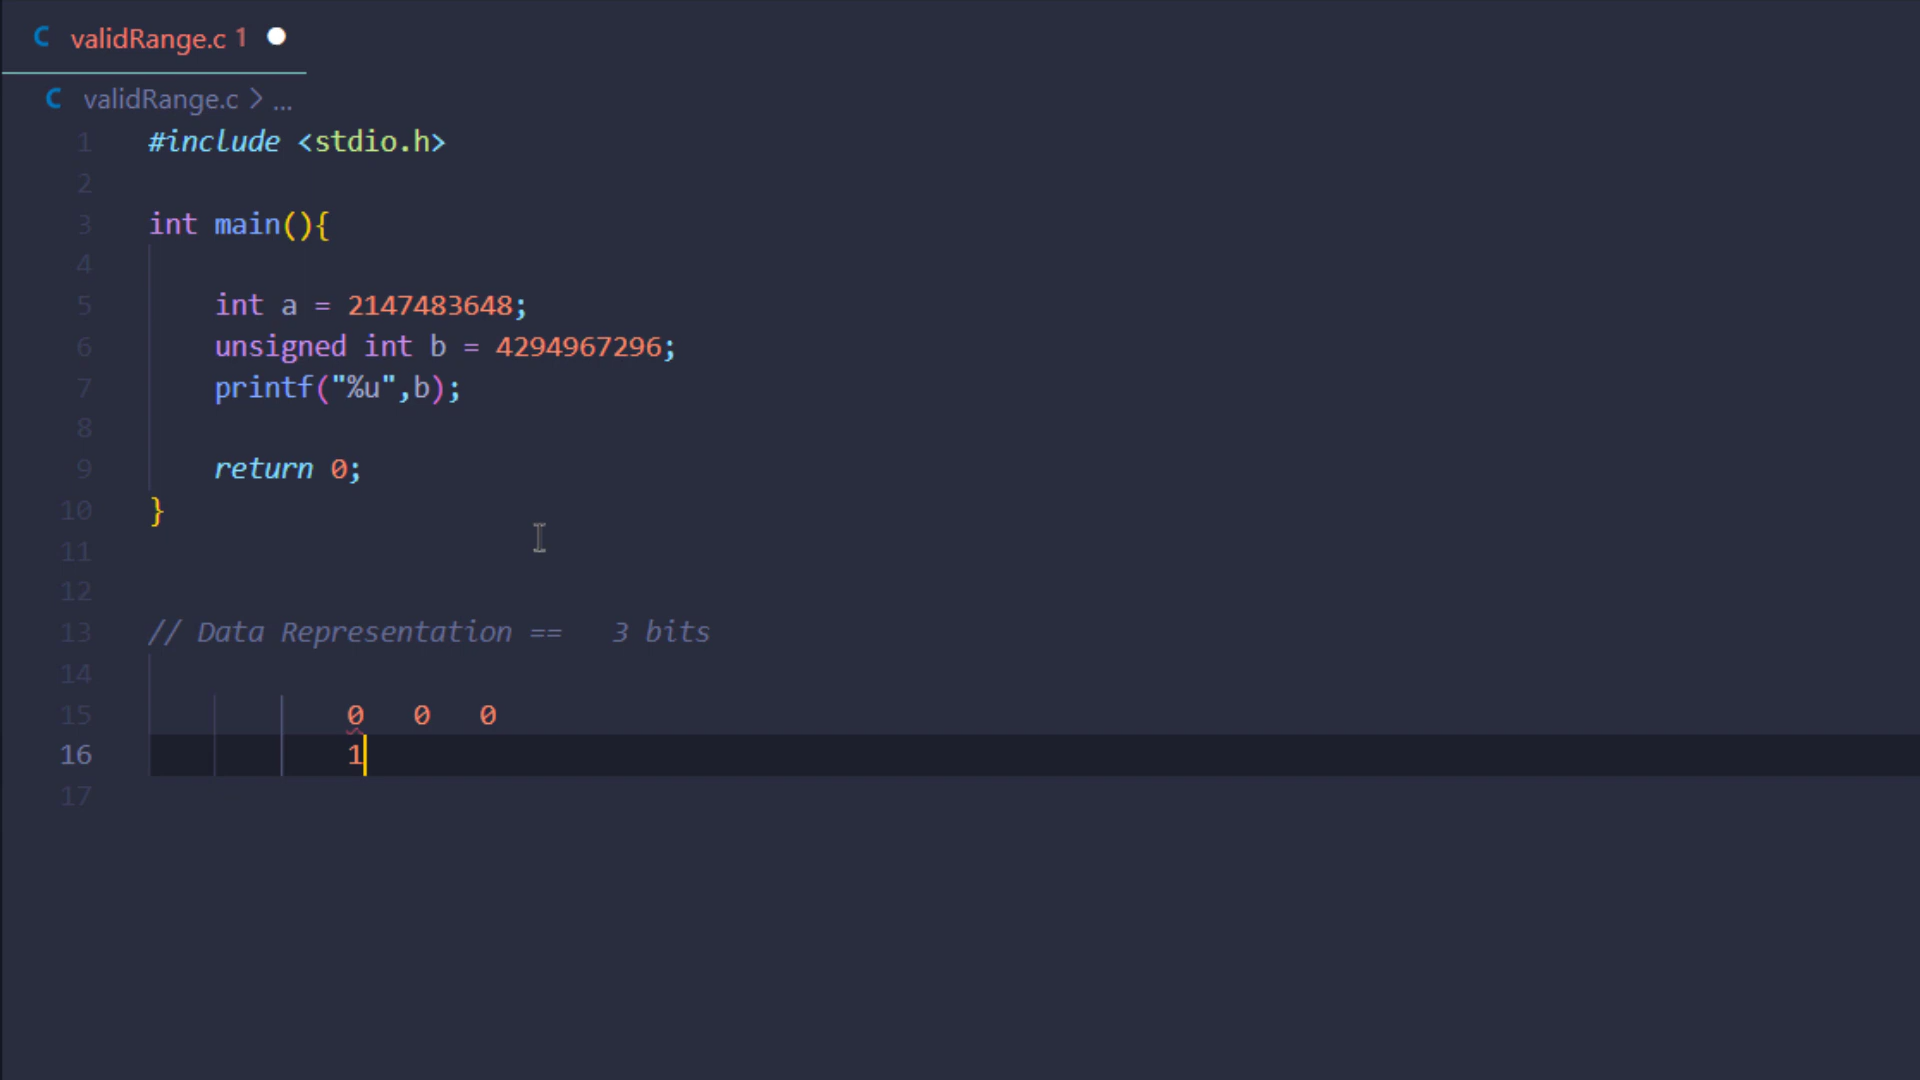 C validRange.c 1
C validRange.c > ...
1 #include <stdio.h>
2
3 int main(){
4
5 int a = 2147483648;
6 unsigned int b = 4294967296;
7 printf("%u",b);
8
9 return 0;
10 }
11
12
13 // Data Representation == 3 bits
14
15 0 0 0
16 1
17